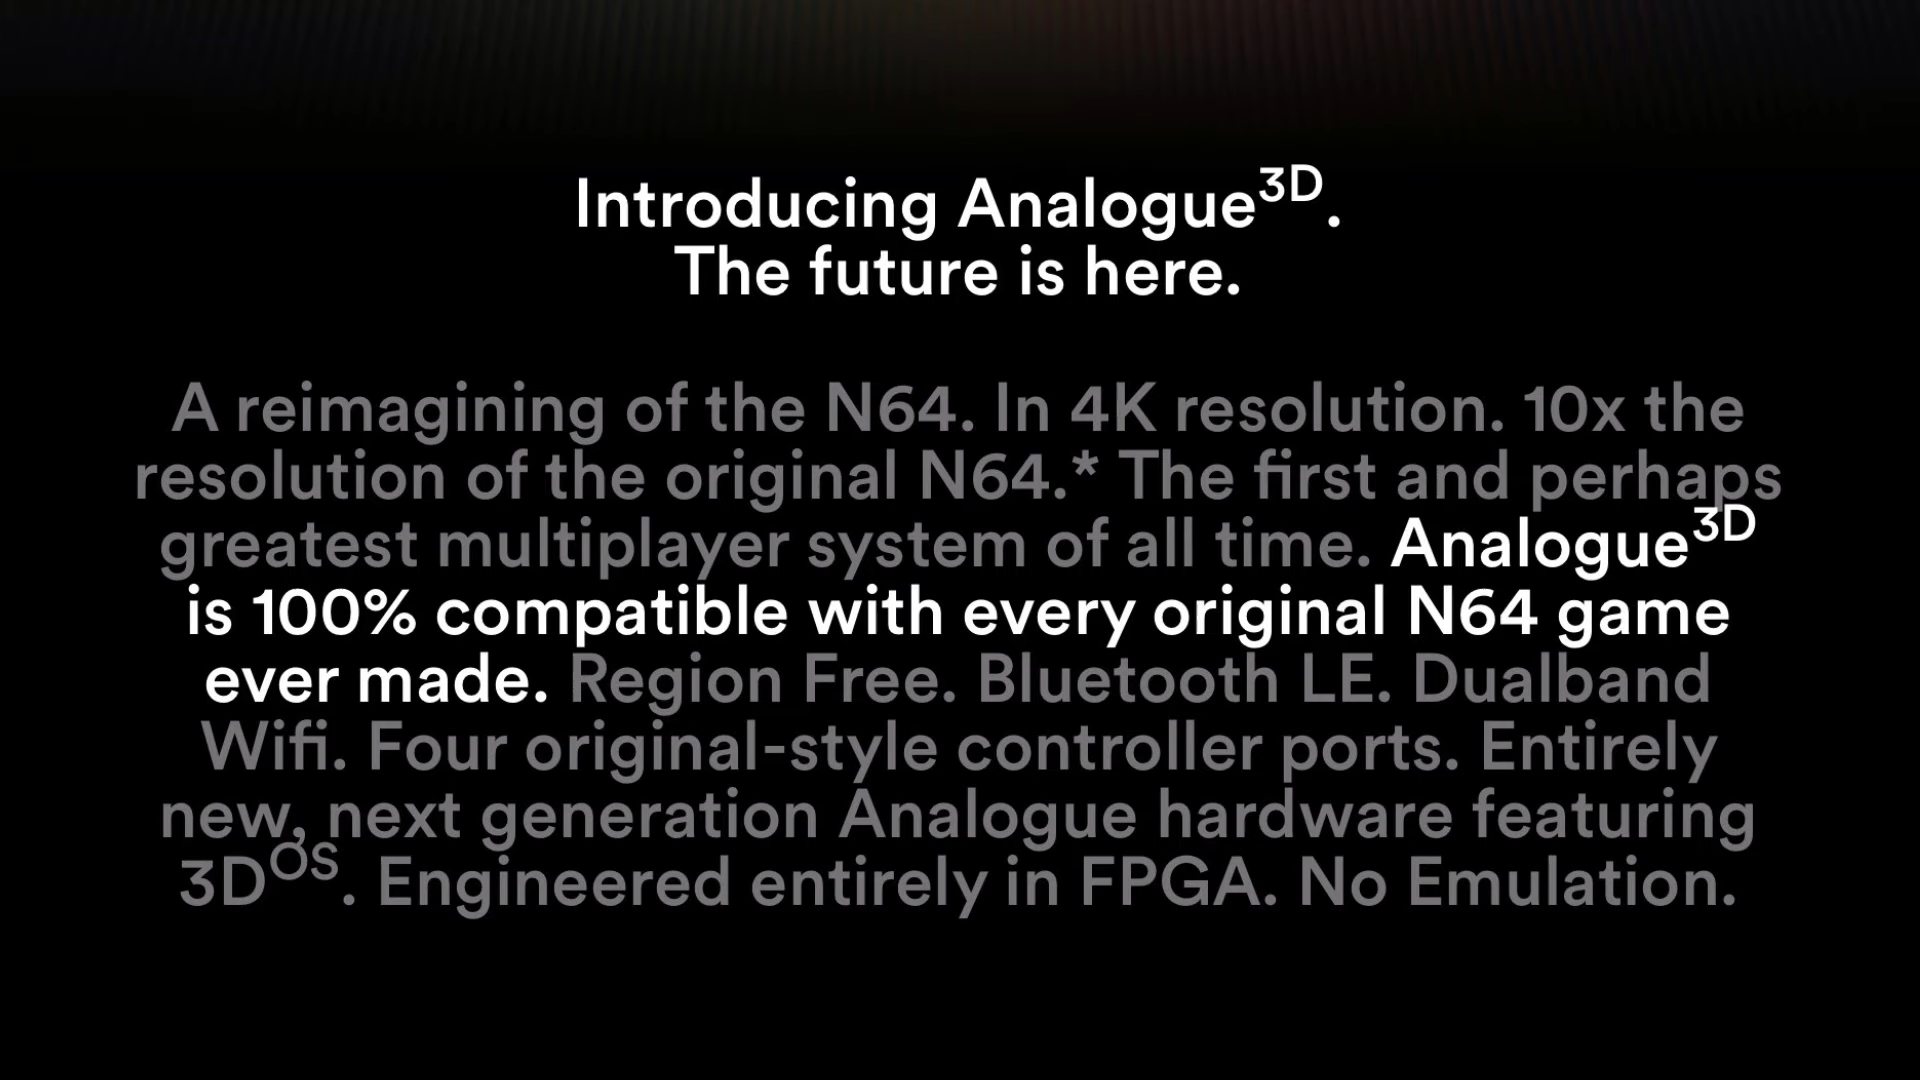 Introducing Analogue3D.
The future is here.
A reimagining of the N64. In 4K resolution. 10x the
resolution of the original N64.* The first and perhaps
greatest multiplayer system of all time. Analogue3D
is 100% compatible with every original N64 game
ever made. Region Free. Bluetooth LE. Dualband
Wifi. Four original-style controller ports. Entirely
new, next generation Analogue hardware featuring
3DOS. Engineered entirely in FPGA. No Emulation.